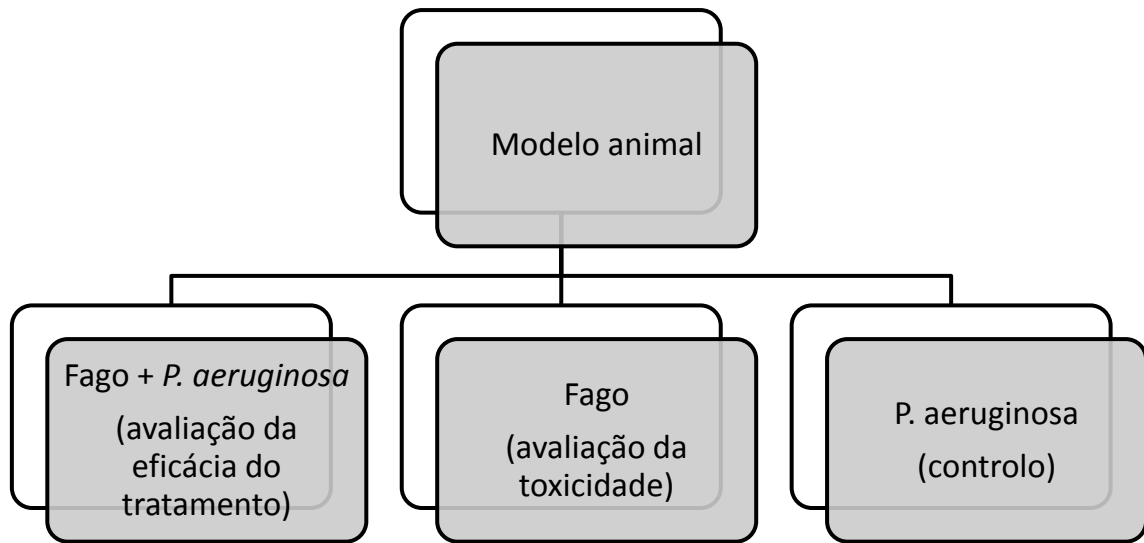 Modelo animal
Fago + P. aeruginosa
(avaliação da
eficácia do
tratamento)
Fago
(avaliação da
toxicidade)
P. aeruginosa
(controlo)